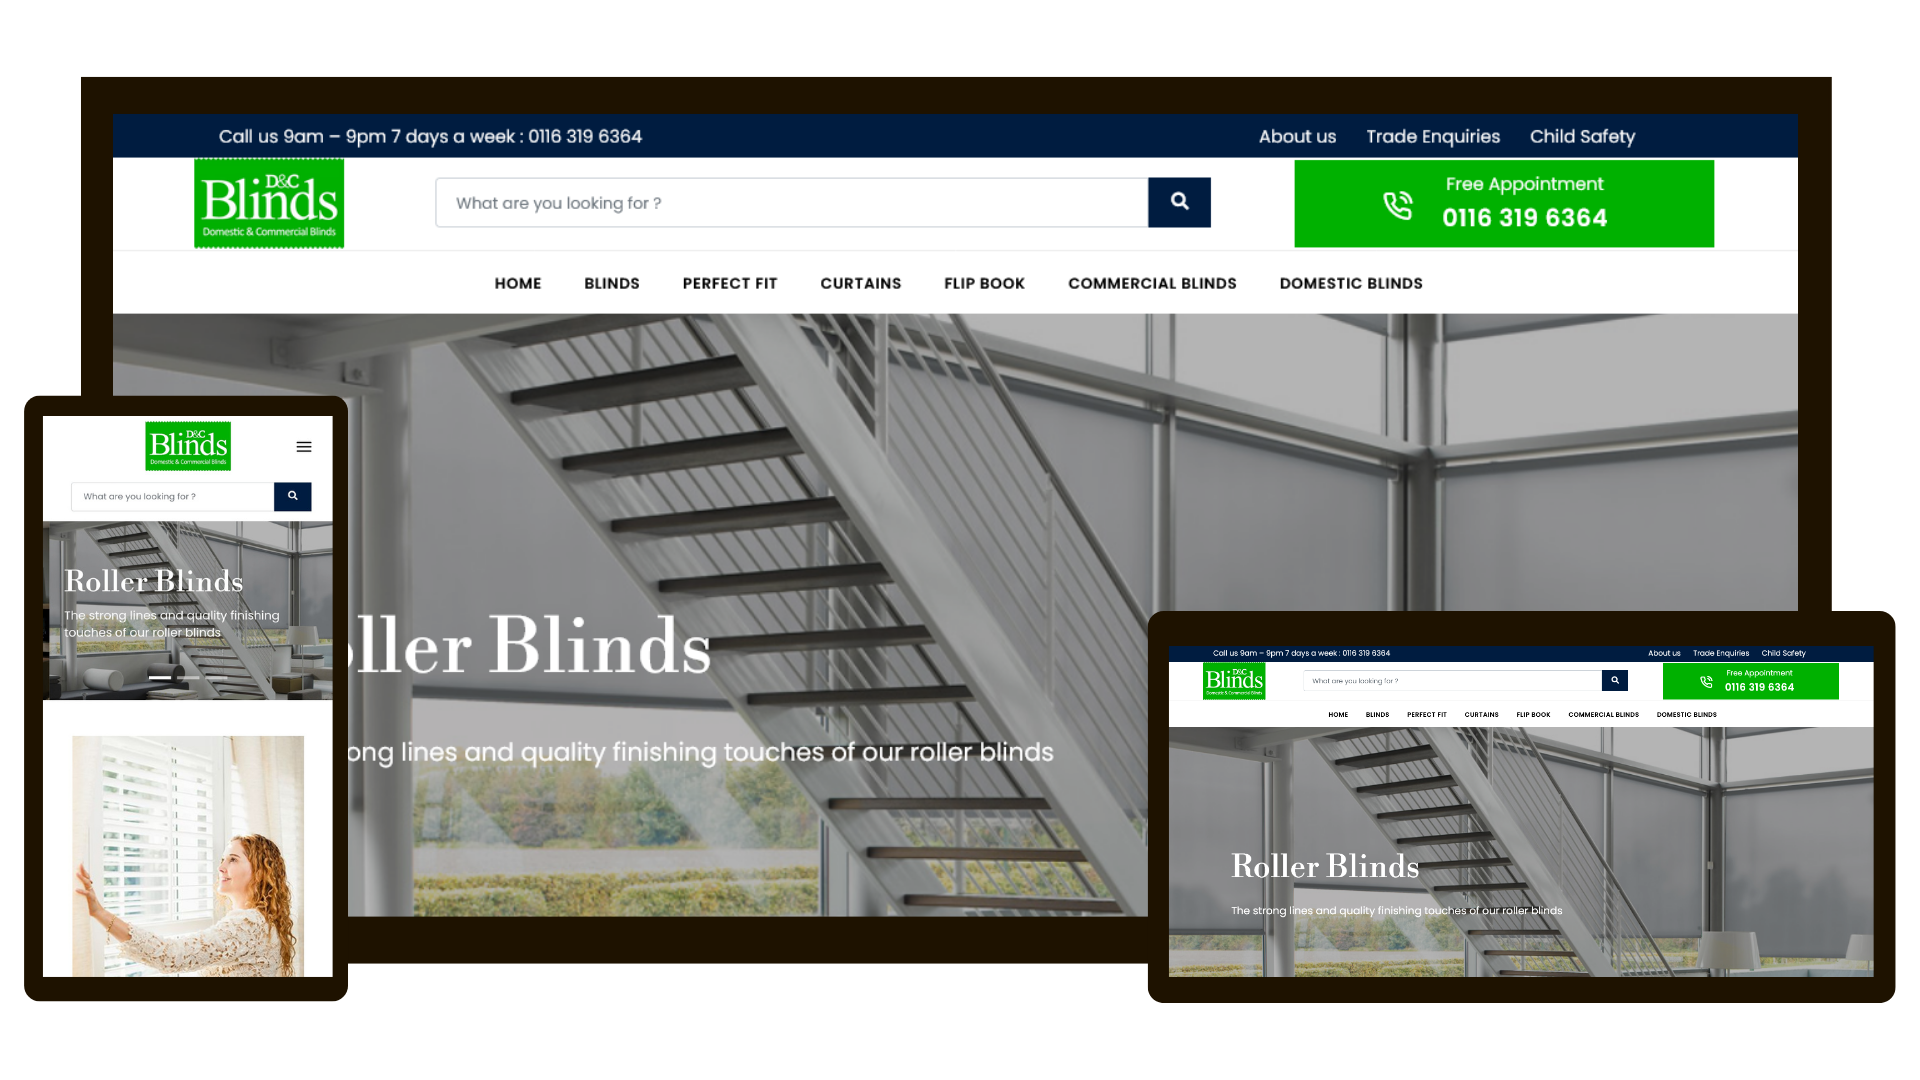 Call us 9am – 9pm 7 days a week : 0116 319 6364
About us Trade Enquiries Child Safety
D&C
Blinds
Domestic & Commercial Blinds
What are you looking for ?
Free Appointment
0116 319 6364
HOME BLINDS PERFECT FIT CURTAINS FLIP BOOK COMMERCIAL BLINDS DOMESTIC BLINDS
ller Blinds
ong lines and quality finishing touches of our roller blinds
D&C
Blinds
Domestic & Commercial Blinds
What are you looking for ?
Roller Blinds
The strong lines and quality finishing
touches of our roller blinds
Call us 9am – 9pm 7 days a week : 0116 319 6364
About us Trade Enquiries Child Safety
D&C
Blinds
Domestic & Commercial Blinds
What are you looking for ?
Free Appointment
0116 319 6364
HOME BLINDS PERFECT FIT CURTAINS FLIP BOOK COMMERCIAL BLINDS DOMESTIC BLINDS
Roller Blinds
The strong lines and quality finishing touches of our roller blinds